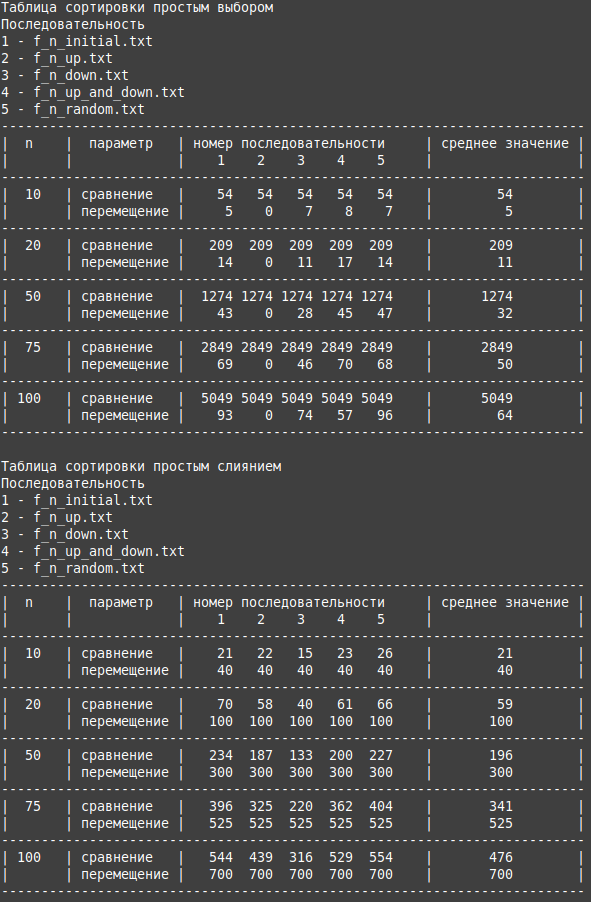 Таблица сортировки простым выбором
Последовательность
1 - f_n_initial.txt
2 - f_n_up.txt
3 - f_n_down.txt
4 - f_n_up_and_down.txt
5 - f_n_random.txt
-------------------------------------------------------------------------
|  n    |  параметр   | номер последовательности     | среднее значение |
|       |             |    1    2    3    4    5     |                  |
-------------------------------------------------------------------------
|  10   | сравнение   |    54   54   54   54   54    |        54        |
|       | перемещение |     5    0    7    8    7    |         5        |
-------------------------------------------------------------------------
|  20   | сравнение   |   209  209  209  209  209    |       209        |
|       | перемещение |    14    0   11   17   14    |        11        |
-------------------------------------------------------------------------
|  50   | сравнение   |  1274 1274 1274 1274 1274    |      1274        |
|       | перемещение |    43    0   28   45   47    |        32        |
-------------------------------------------------------------------------
|  75   | сравнение   |  2849 2849 2849 2849 2849    |      2849        |
|       | перемещение |    69    0   46   70   68    |        50        |
-------------------------------------------------------------------------
| 100   | сравнение   |  5049 5049 5049 5049 5049    |      5049        |
|       | перемещение |    93    0   74   57   96    |        64        |
-------------------------------------------------------------------------
Таблица сортировки простым слиянием
Последовательность
1 - f_n_initial.txt
2 - f_n_up.txt
3 - f_n_down.txt
4 - f_n_up_and_down.txt
5 - f_n_random.txt
-------------------------------------------------------------------------
|  n    |  параметр   | номер последовательности     | среднее значение |
|       |             |    1    2    3    4    5     |                  |
-------------------------------------------------------------------------
|  10   | сравнение   |    21   22   15   23   26    |        21        |
|       | перемещение |    40   40   40   40   40    |        40        |
-------------------------------------------------------------------------
|  20   | сравнение   |    70   58   40   61   66    |        59        |
|       | перемещение |   100  100  100  100  100    |       100        |
-------------------------------------------------------------------------
|  50   | сравнение   |   234  187  133  200  227    |       196        |
|       | перемещение |   300  300  300  300  300    |       300        |
-------------------------------------------------------------------------
|  75   | сравнение   |   396  325  220  362  404    |       341        |
|       | перемещение |   525  525  525  525  525    |       525        |
-------------------------------------------------------------------------
| 100   | сравнение   |   544  439  316  529  554    |       476        |
|       | перемещение |   700  700  700  700  700    |       700        |
-------------------------------------------------------------------------